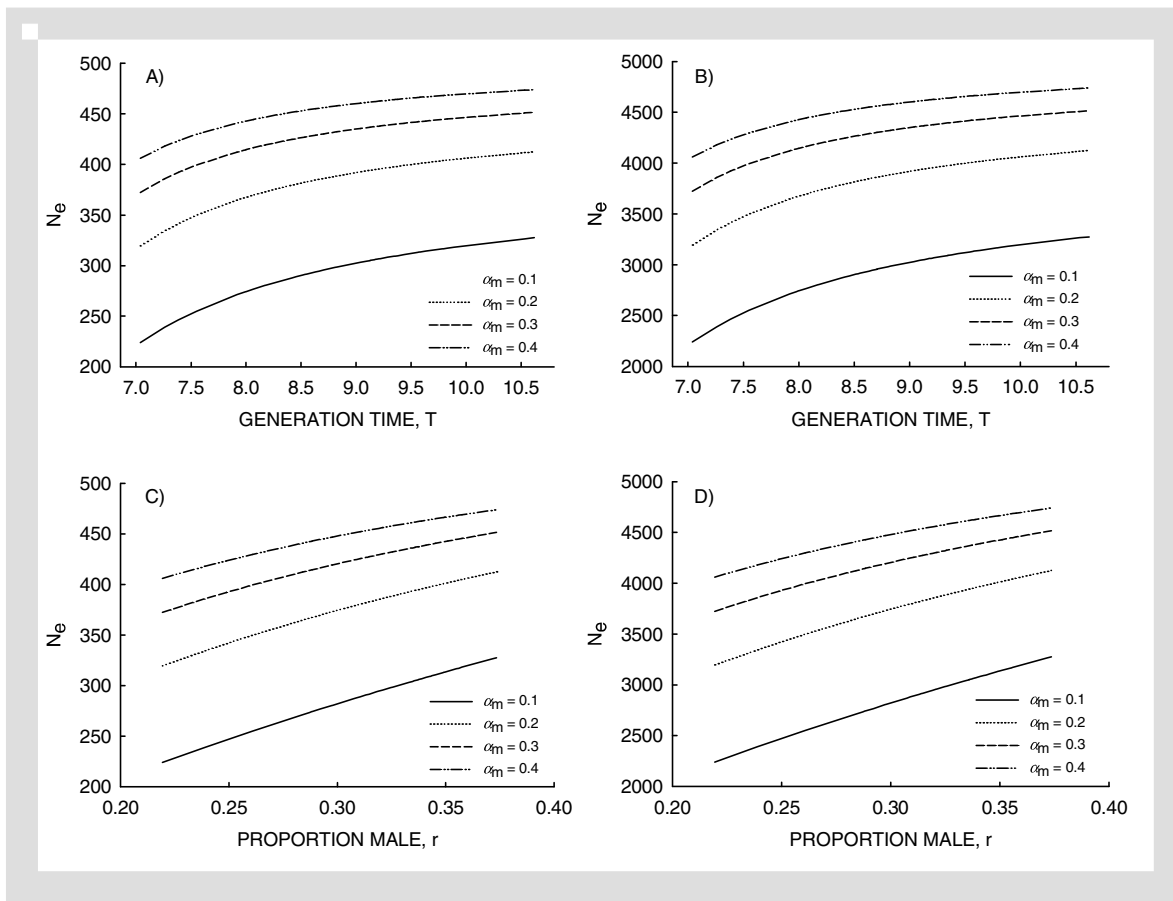 A)
500
450
400
350
300
250
200
Ne
7.0 7.5 8.0 8.5 9.0 9.5 10.0 10.5
GENERATION TIME, T
αm = 0.1
αm = 0.2
αm = 0.3
αm = 0.4
B)
5000
4500
4000
3500
3000
2500
2000
Ne
7.0 7.5 8.0 8.5 9.0 9.5 10.0 10.5
GENERATION TIME, T
αm = 0.1
αm = 0.2
αm = 0.3
αm = 0.4
C)
500
450
400
350
300
250
200
Ne
0.20 0.25 0.30 0.35 0.40
PROPORTION MALE, r
αm = 0.1
αm = 0.2
αm = 0.3
αm = 0.4
D)
5000
4500
4000
3500
3000
2500
2000
Ne
0.20 0.25 0.30 0.35 0.40
PROPORTION MALE, r
αm = 0.1
αm = 0.2
αm = 0.3
αm = 0.4